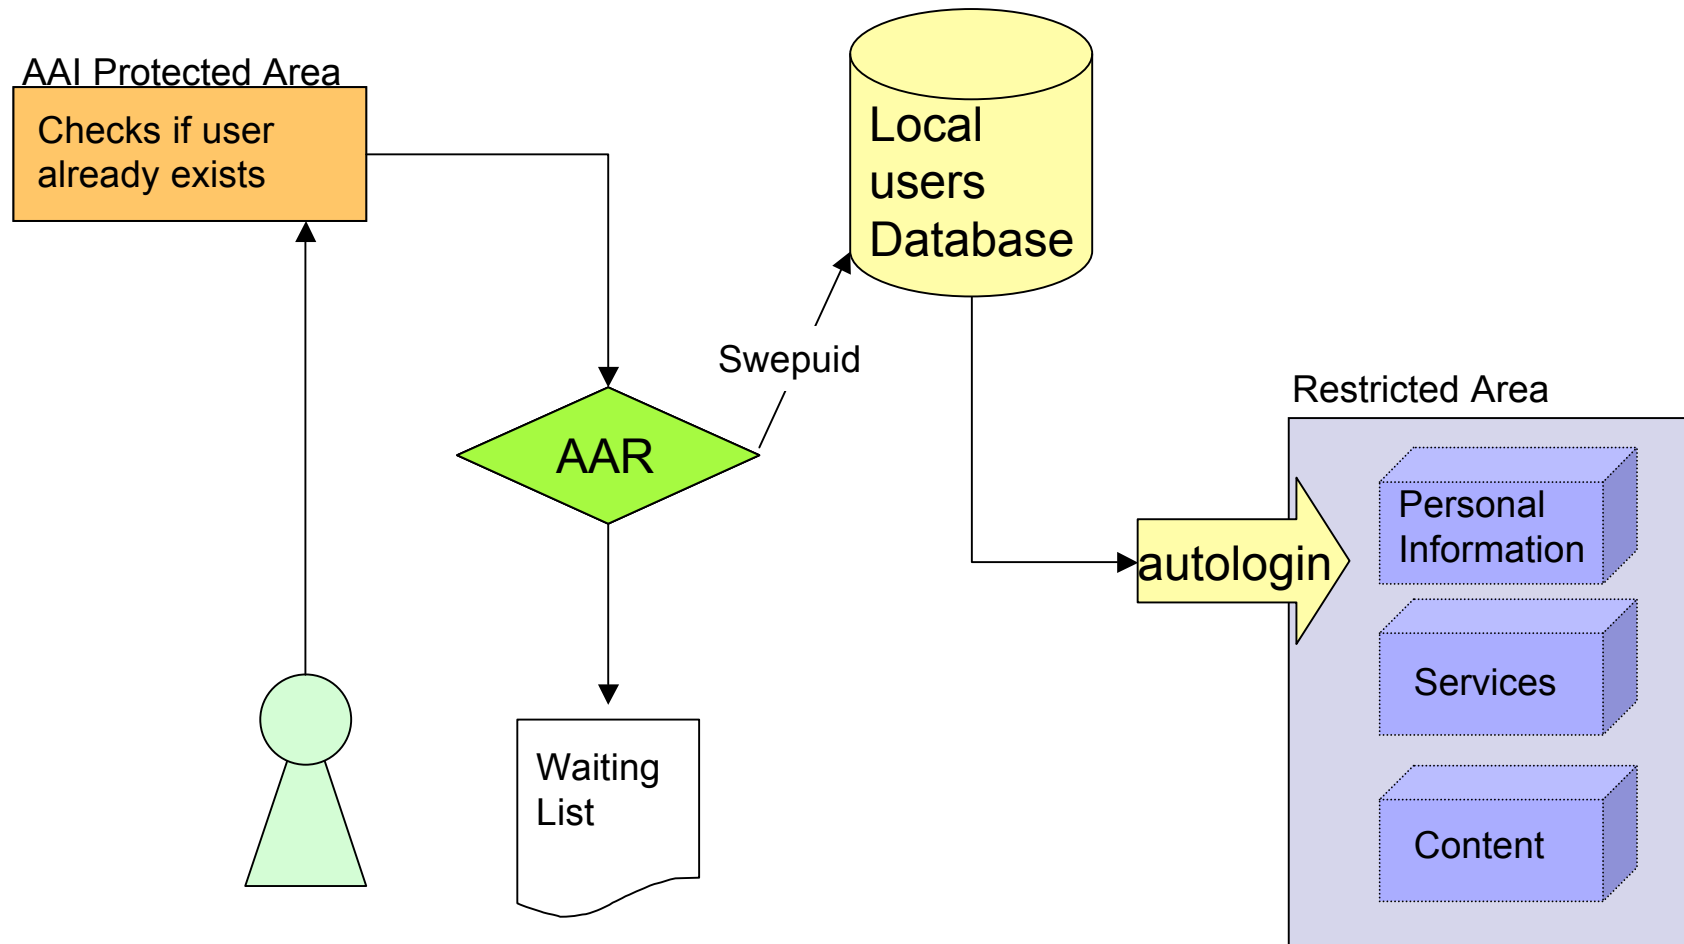 AAI Protected Area
Checks if user
already exists
Local
users
Database
Swepuid
AAR
Waiting
List
autologin
Restricted Area
Personal
Information
Services
Content